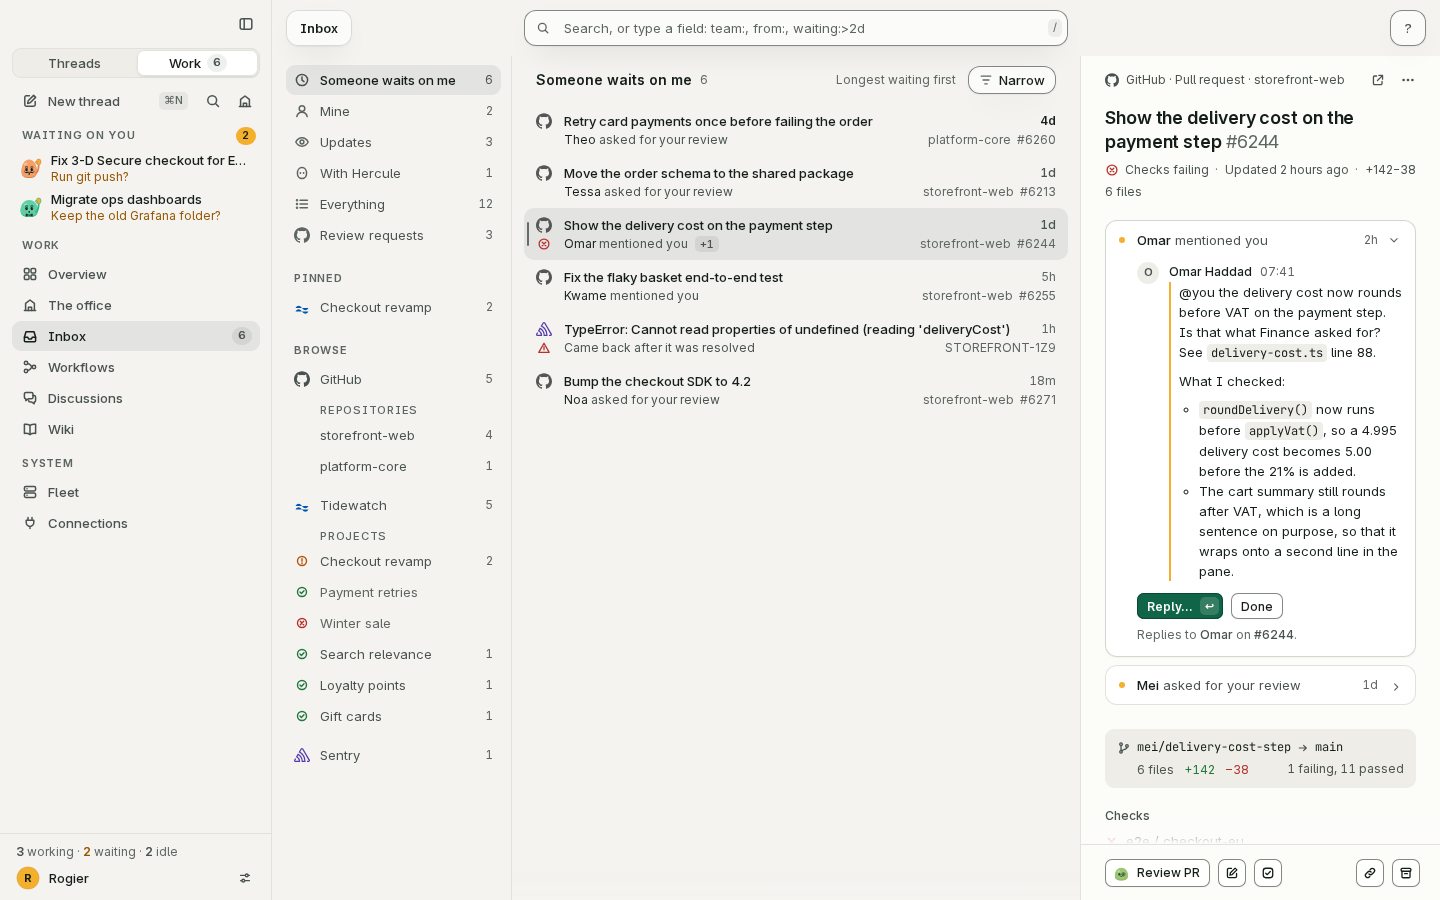 Threads
Work 6
New thread ⌘N
WAITING ON YOU 2
Fix 3-D Secure checkout for E…
Run git push?
Migrate ops dashboards
Keep the old Grafana folder?
WORK
Overview
The office
Inbox 6
Workflows
Discussions
Wiki
SYSTEM
Fleet
Connections
3 working · 2 waiting · 2 idle
R Rogier
Inbox
Someone waits on me 6
Mine 2
Updates 3
With Hercule 1
Everything 12
Review requests 3
PINNED
Checkout revamp 2
BROWSE
GitHub 5
REPOSITORIES
storefront-web 4
platform-core 1
Tidewatch 5
PROJECTS
Checkout revamp 2
Payment retries
Winter sale
Search relevance 1
Loyalty points 1
Gift cards 1
Sentry 1
Search, or type a field: team:, from:, waiting:>2d /
?
Someone waits on me 6 Longest waiting first Narrow
Retry card payments once before failing the order 4d
Theo asked for your review platform-core #6260
Move the order schema to the shared package 1d
Tessa asked for your review storefront-web #6213
Show the delivery cost on the payment step 1d
Omar mentioned you +1 storefront-web #6244
Fix the flaky basket end-to-end test 5h
Kwame mentioned you storefront-web #6255
TypeError: Cannot read properties of undefined (reading 'deliveryCost') 1h
Came back after it was resolved STOREFRONT-1Z9
Bump the checkout SDK to 4.2 18m
Noa asked for your review storefront-web #6271
GitHub · Pull request · storefront-web
Show the delivery cost on the
payment step #6244
Checks failing · Updated 2 hours ago · +142−38
6 files
Omar mentioned you 2h
O Omar Haddad 07:41
@you the delivery cost now rounds
before VAT on the payment step.
Is that what Finance asked for?
See delivery-cost.ts line 88.
What I checked:
roundDelivery() now runs
before applyVat(), so a 4.995
delivery cost becomes 5.00
before the 21% is added.
The cart summary still rounds
after VAT, which is a long
sentence on purpose, so that it
wraps onto a second line in the
pane.
Reply… ↩ Done
Replies to Omar on #6244.
Mei asked for your review 1d
mei/delivery-cost-step → main
6 files +142 −38 1 failing, 11 passed
Checks
e2e / checkout-eu
Review PR